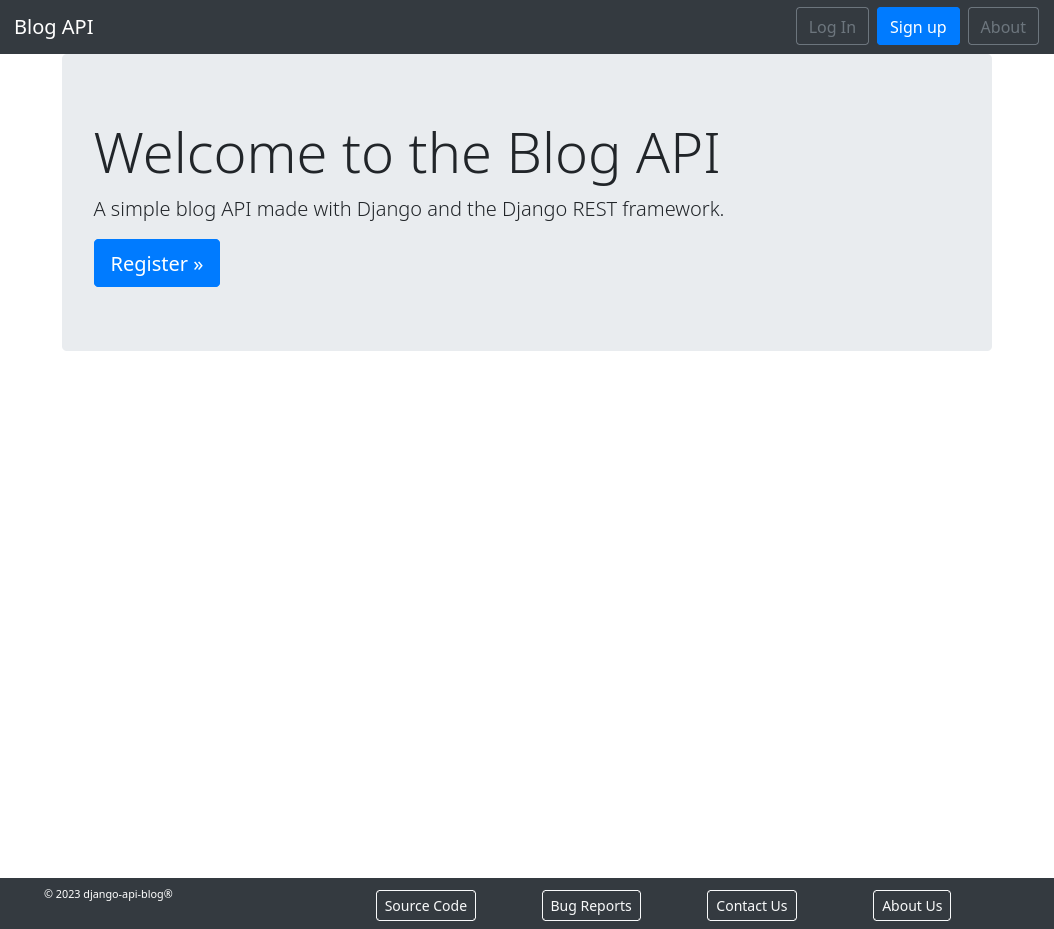 Blog API Log In Sign up About
Welcome to the Blog API
A simple blog API made with Django and the Django REST framework.
Register »
© 2023 django-api-blog® Source Code Bug Reports Contact Us About Us